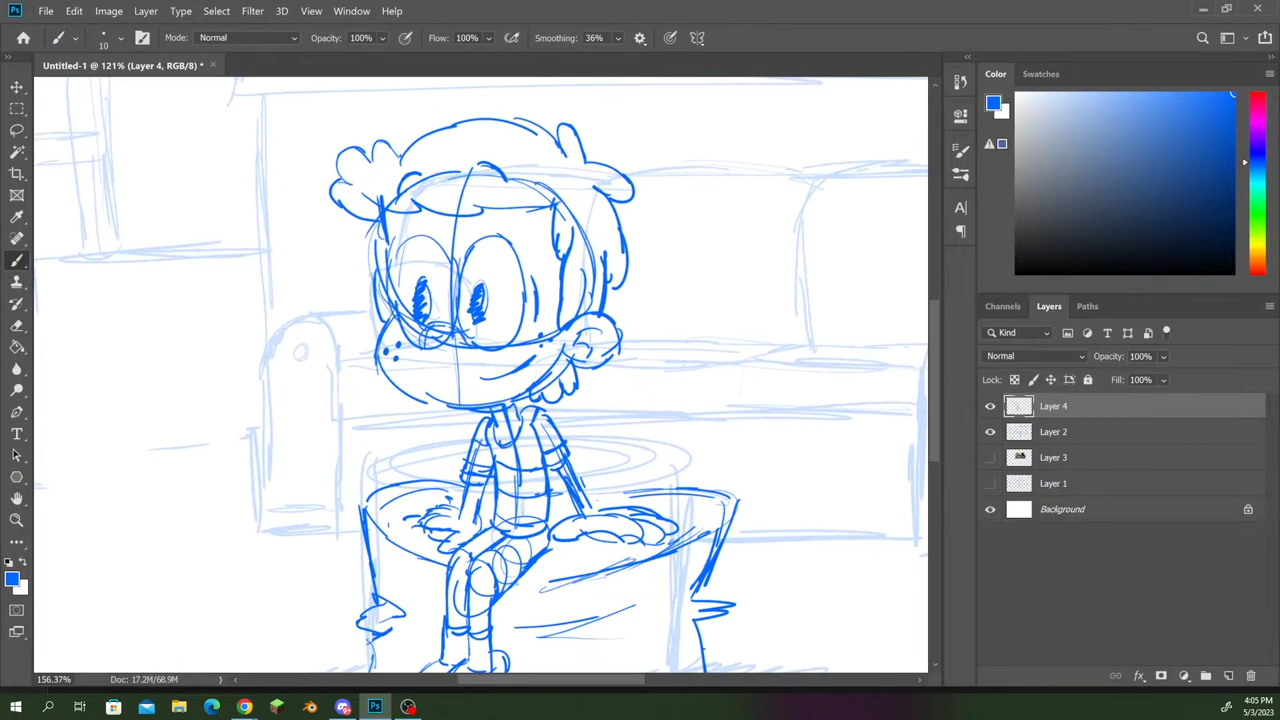 Ps File Edit Image Layer Type Select Filter 3D View Window Help
10 Mode: Normal Opacity: 100% Flow: 100% Smoothing: 36%
Untitled-1 @ 121% (Layer 4, RGB/8) *
Color Swatches
Channels Layers Paths
Kind
Normal Opacity: 100%
Lock: Fill: 100%
Layer 4
Layer 2
Layer 3
Layer 1
Background
156.37% Doc: 17.2M/68.9M
Ps 4:05 PM
5/3/2023